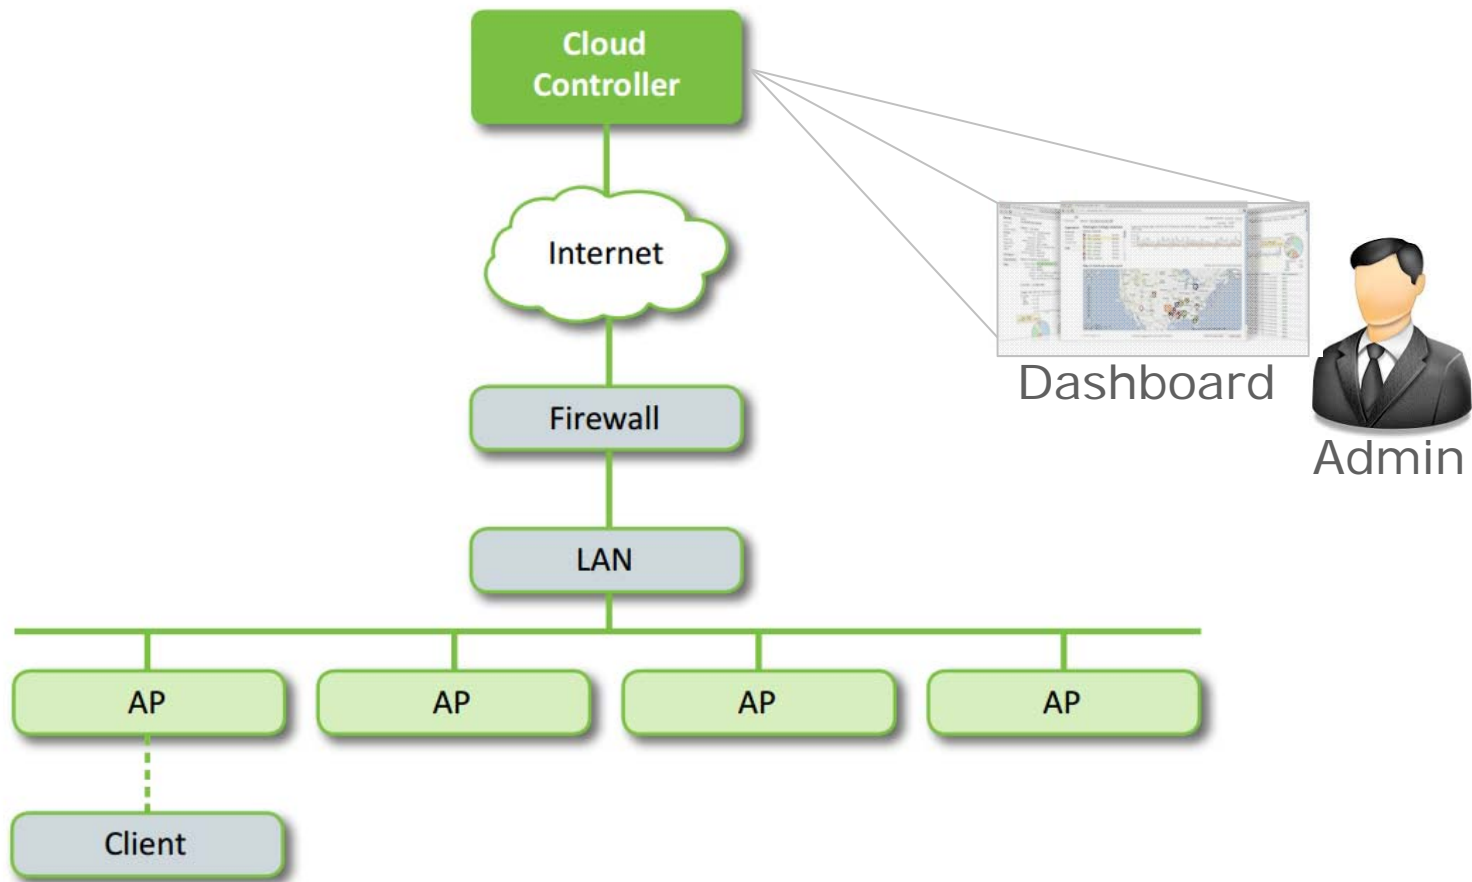 Cloud
Controller
Internet
Dashboard
Firewall
Admin
LAN
AP
AP
AP
AP
Client